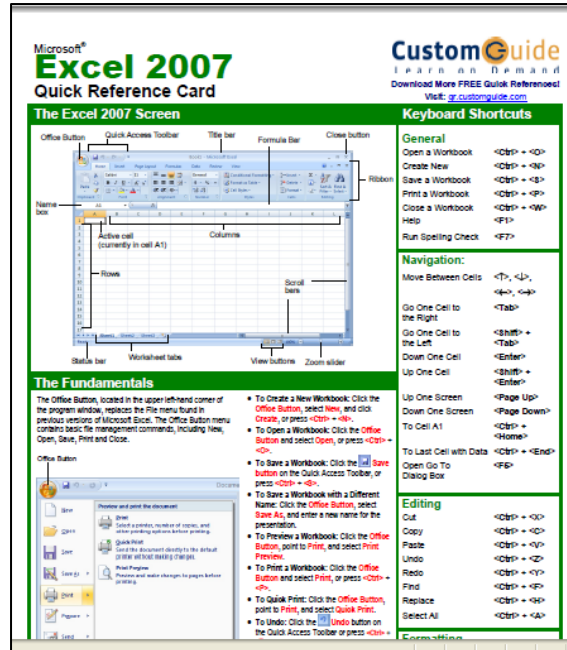 Microsoft®
Excel 2007
Quick Reference Card
CustomGuide
Learn on Demand
Download More FREE Quick References!
Visit: qr.customguide.com
The Excel 2007 Screen
Office Button
Quick Access Toolbar
Title bar
Formula Bar
Close button
Ribbon
Name
box
Active cell
(currently in cell A1)
Columns
Rows
Scroll
bars
Status bar
Worksheet tabs
View buttons
Zoom slider
The Fundamentals
The Office Button, located in the upper left-hand corner of
the program window, replaces the File menu found in
previous versions of Microsoft Excel. The Office Button menu
contains basic file management commands, including New,
Open, Save, Print and Close.
Office Button
New
Open
Save
Save As
Print
Prepare
Send
Preview and print the document
Print
Select a printer, number of copies, and
other printing options before printing.
Quick Print
Send the document directly to the default
printer without making changes.
Print Preview
Preview and make changes to pages before
printing.
• To Create a New Workbook: Click the
Office Button, select New, and click
Create, or press <Ctrl> + <N>.
• To Open a Workbook: Click the Office
Button and select Open, or press <Ctrl> +
<O>.
• To Save a Workbook: Click the Save
button on the Quick Access Toolbar, or
press <Ctrl> + <S>.
• To Save a Workbook with a Different
Name: Click the Office Button, select
Save As, and enter a new name for the
presentation.
• To Preview a Workbook: Click the Office
Button, point to Print, and select Print
Preview.
• To Print a Workbook: Click the Office
Button and select Print, or press <Ctrl> +
<P>.
• To Quick Print: Click the Office Button,
point to Print, and select Quick Print.
• To Undo: Click the Undo button on
the Quick Access Toolbar or press <Ctrl> +
Keyboard Shortcuts
General
Open a Workbook <Ctrl> + <O>
Create New <Ctrl> + <N>
Save a Workbook <Ctrl> + <S>
Print a Workbook <Ctrl> + <P>
Close a Workbook <Ctrl> + <W>
Help <F1>
Run Spelling Check <F7>
Navigation:
Move Between Cells <↑>, <↓>,
<←>, <→>
Go One Cell to <Tab>
the Right
Go One Cell to <Shift> +
the Left <Tab>
Down One Cell <Enter>
Up One Cell <Shift> +
<Enter>
Up One Screen <Page Up>
Down One Screen <Page Down>
To Cell A1 <Ctrl> +
<Home>
To Last Cell with Data <Ctrl> + <End>
Open Go To <F5>
Dialog Box
Editing
Cut <Ctrl> + <X>
Copy <Ctrl> + <C>
Paste <Ctrl> + <V>
Undo <Ctrl> + <Z>
Redo <Ctrl> + <Y>
Find <Ctrl> + <F>
Replace <Ctrl> + <H>
Select All <Ctrl> + <A>
Formatting